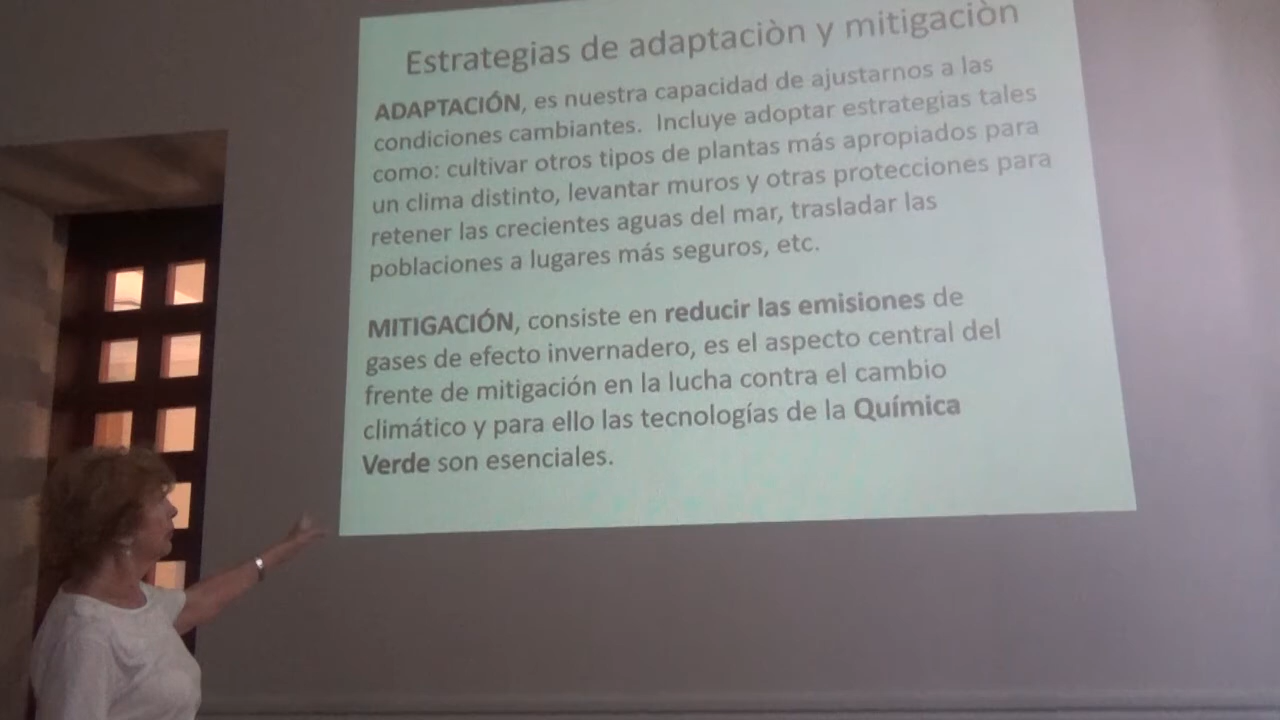 Estrategias de adaptaciòn y mitigaciòn
ADAPTACIÓN, es nuestra capacidad de ajustarnos a las
condiciones cambiantes. Incluye adoptar estrategias tales
como: cultivar otros tipos de plantas más apropiados para
un clima distinto, levantar muros y otras protecciones para
retener las crecientes aguas del mar, trasladar las
poblaciones a lugares más seguros, etc.
MITIGACIÓN, consiste en reducir las emisiones de
gases de efecto invernadero, es el aspecto central del
frente de mitigación en la lucha contra el cambio
climático y para ello las tecnologías de la Química
Verde son esenciales.